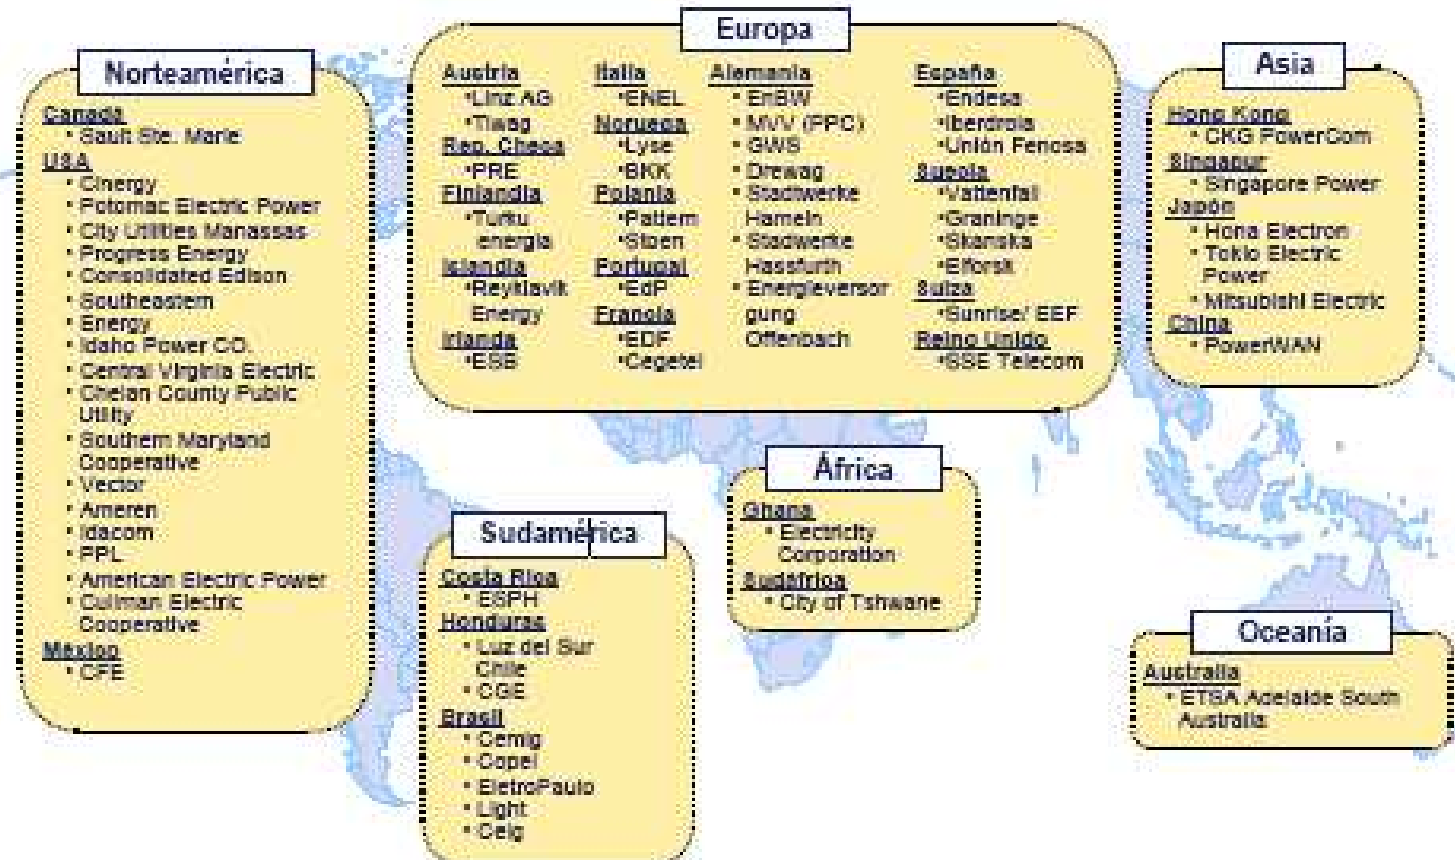 Norteamérica
Canadá
• Sault Ste. Marie
USA
• Cinergy
• Potomac Electric Power
• City Utilities Manassas
• Progress Energy
• Consolidated Edison
• Southeastern
• Energy
• Idaho Power CO.
• Central Virginia Electric
• Chelan County Public
Utility
• Southern Maryland
Cooperative
• Vector
• Ameren
• Idacom
• PPL
• American Electric Power
• Cullman Electric
Cooperative
México
• CFE
Europa
Austria
•Linz AG
•Tiwag
Rep. Checa
•PRE
Finlandia
•Turku
energia
Islandia
•Reyklavik
Energy
Irlanda
•ESB
Italia
•ENEL
Noruega
•Lyse
•BKK
Polania
•Pattern
•Stoen
Portugal
•EdP
Francia
•EDF
•Cegetel
Alemania
• EnBW
• MVV (PPC)
• GWS
• Drewag
• Stadtwerke
Hameln
• Stadwerke
Hassfurth
• Energieversor
gung
Offenbach
España
•Endesa
•Iberdrola
•Unión Fenosa
Suecia
•Vattenfal
•Graninge
•Skanska
•Elforsk
Suiza
•Sunrise/ EEF
Reino Unido
•SSE Telecom
Asia
Hong Kong
• CKG PowerCom
Singapur
• Singapore Power
Japón
• Hona Electron
• Tokio Electric
Power
• Mitsubishi Electric
China
• PowerWAN
África
Ghana
• Electricity
Corporation
Sudáfrica
• City of Tshwane
Sudamérica
Costa Rica
• ESPH
Honduras
• Luz del Sur
Chile
• CGE
Brasil
• Cemig
• Copel
• EletroPaulo
• Light
• Celg
Oceanía
Australia
• ETSA Adelaide South
Australia